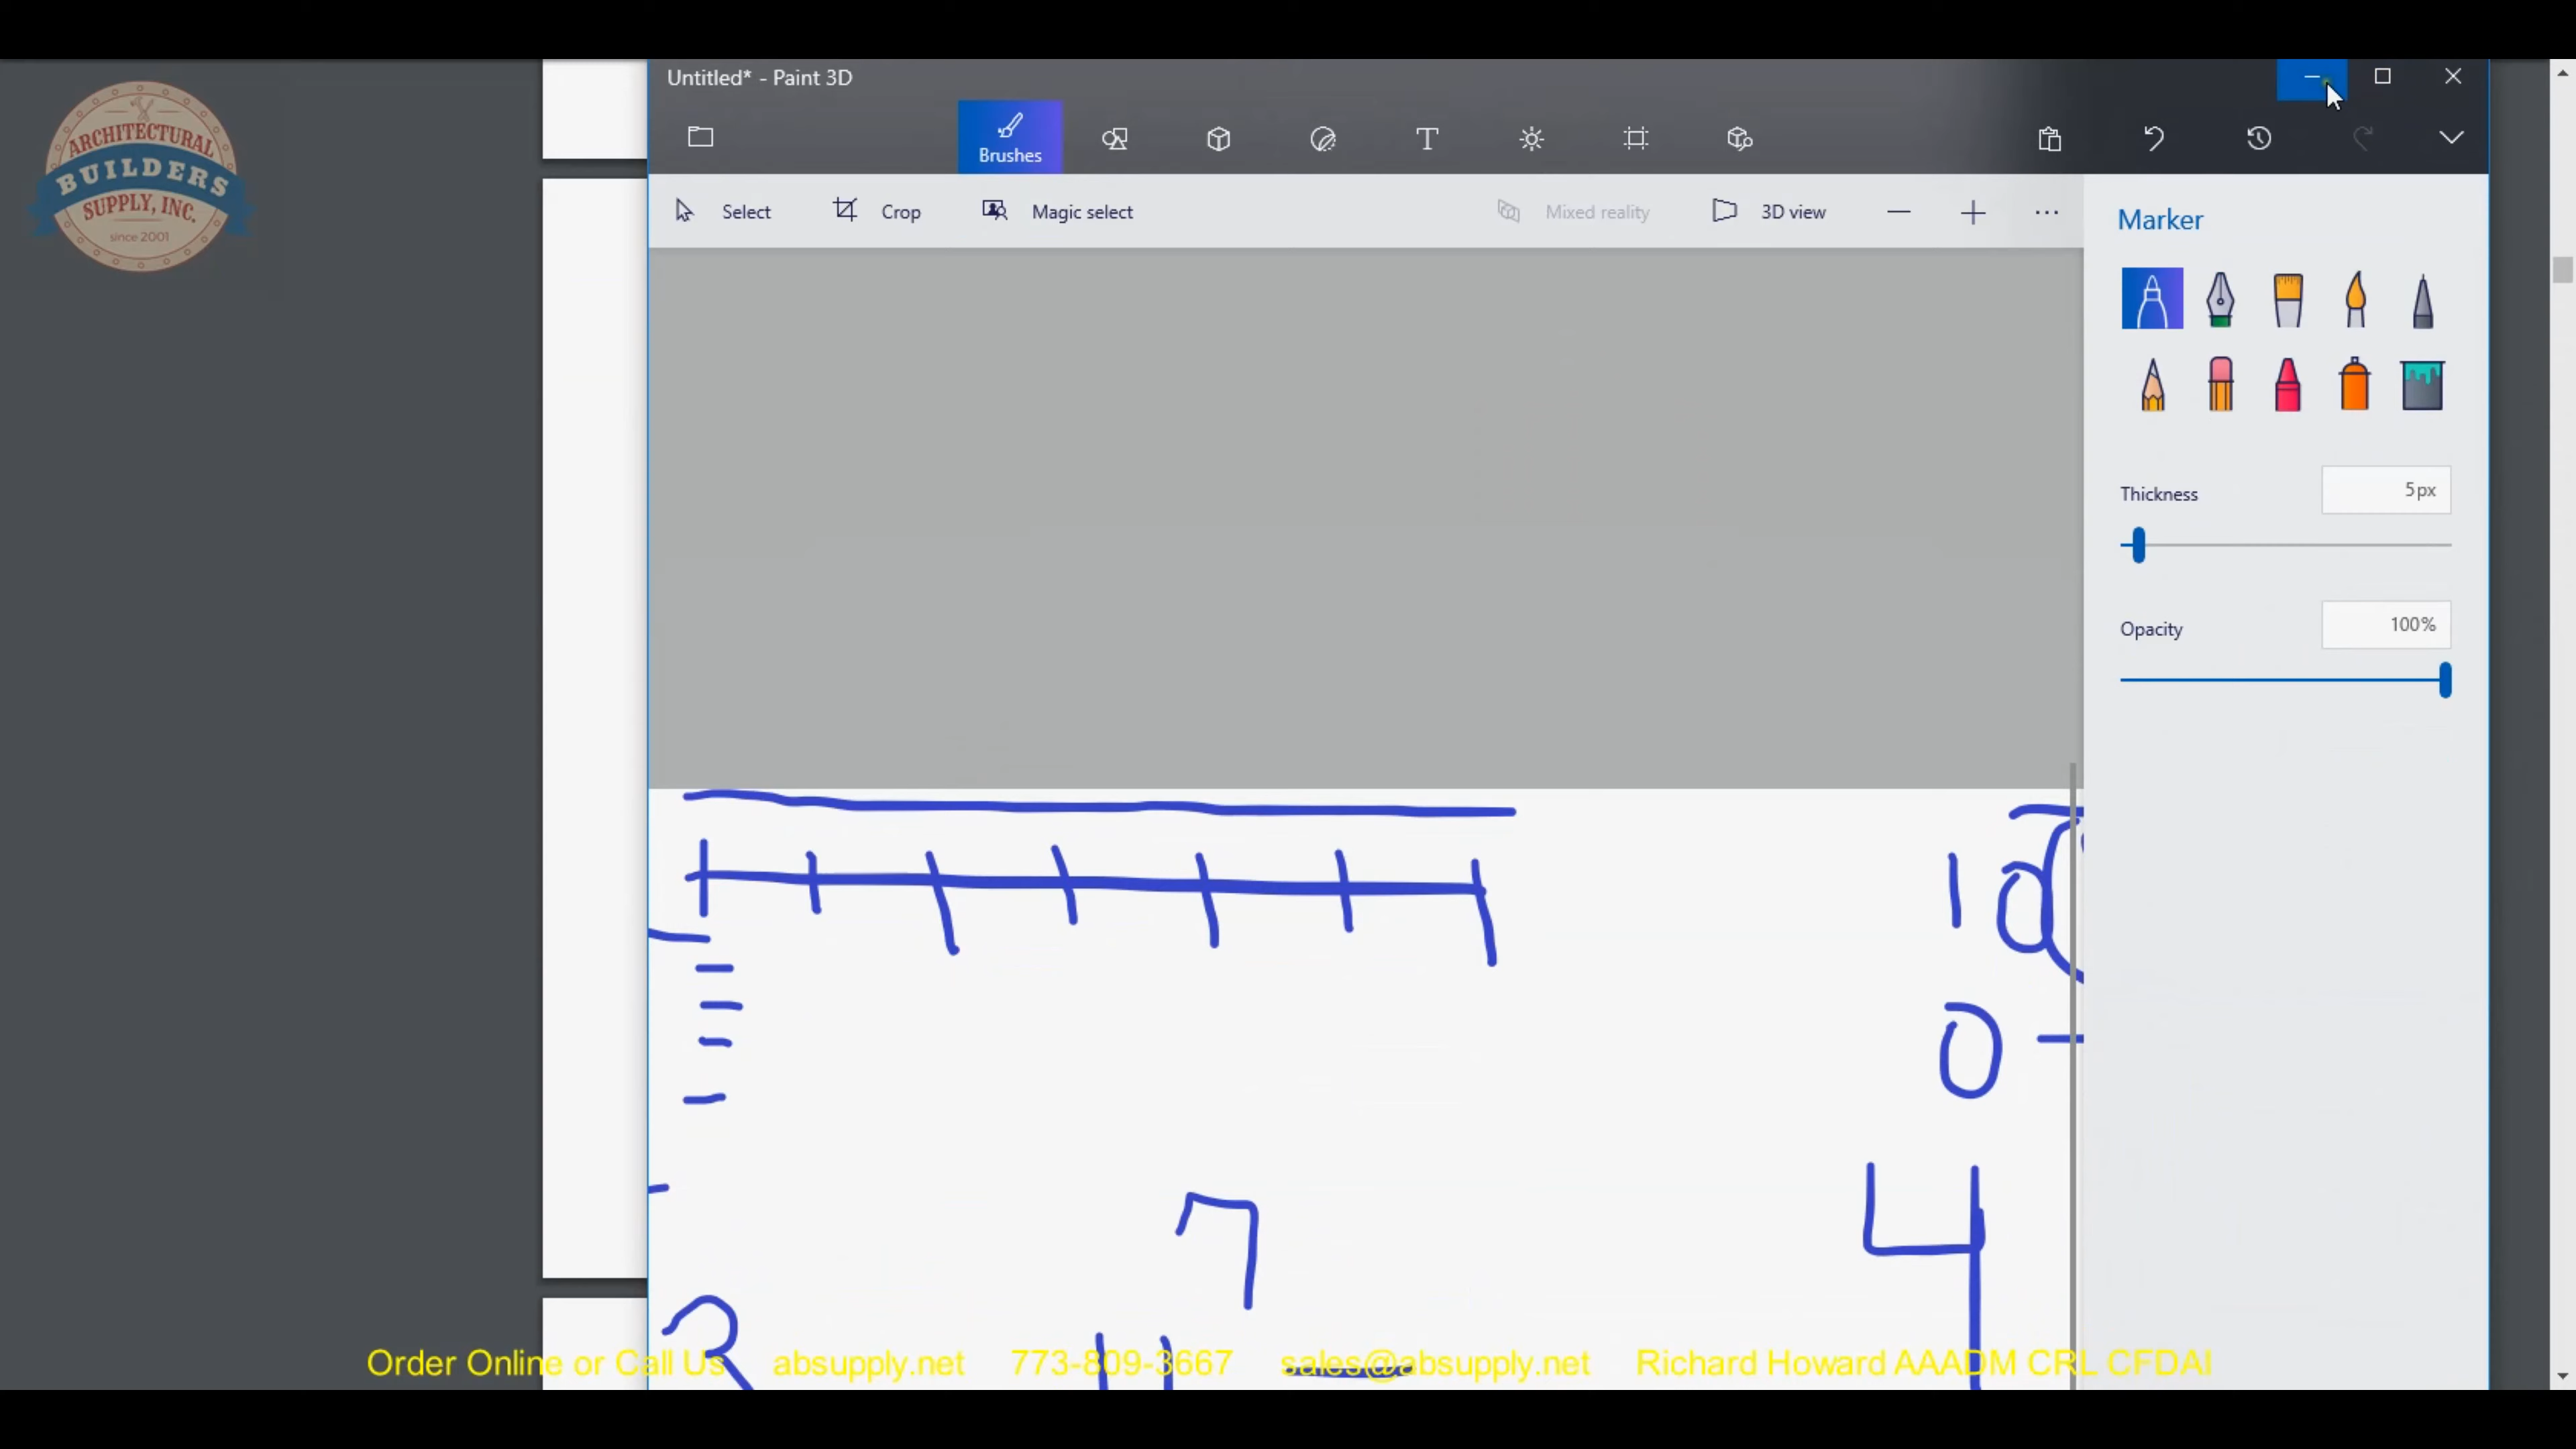 Untitled* - Paint 3D
ARCHITECTURAL
BUILDERS
SUPPLY, INC.
since 2001
Brushes
Select Crop Magic select Mixed reality 3D view
Marker
Thickness 5px
Opacity 100%
10
0 -
4
7
3
Order Online or Call Us absupply.net 773-809-3667 sales@absupply.net Richard Howard AAADM CRL CFDAI